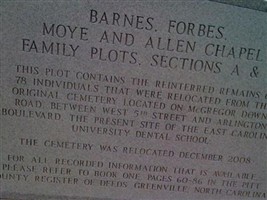 BARNES, FORBES,
MOYE AND ALLEN CHAPEL
FAMILY PLOTS, SECTIONS A &
THIS PLOT CONTAINS THE REINTERRED REMAINS OF
78 INDIVIDUALS THAT WERE RELOCATED FROM THE
ORIGINAL CEMETERY LOCATED ON MCGREGOR DOWNS
ROAD, BETWEEN WEST 5TH STREET AND ARLINGTON
BOULEVARD, THE PRESENT SITE OF THE EAST CAROLINA
UNIVERSITY DENTAL SCHOOL.
THE CEMETERY WAS RELOCATED DECEMBER 2008
FOR ALL RECORDED INFORMATION THAT IS AVAILABLE
PLEASE REFER TO BOOK ONE, PAGES 60-86 IN THE PITT
COUNTY REGISTER OF DEEDS GREENVILLE NORTH CAROLINA